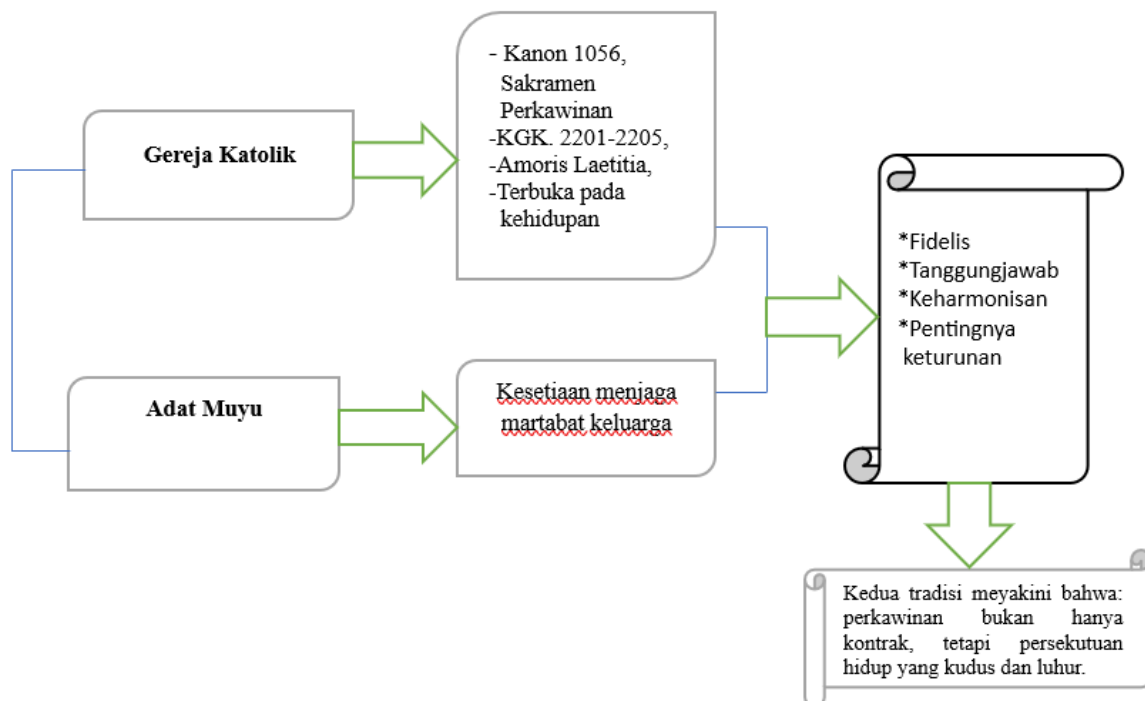 Gereja Katolik
- Kanon 1056,
Sakramen
Perkawinan
-KGK. 2201-2205,
-Amoris Laetitia,
-Terbuka pada
kehidupan
Adat Muyu
Kesetiaan menjaga
martabat keluarga
*Fidelis
*Tanggungjawab
*Keharmonisan
*Pentingnya
keturunan
Kedua tradisi meyakini bahwa:
perkawinan bukan hanya
kontrak, tetapi persekutuan
hidup yang kudus dan luhur.